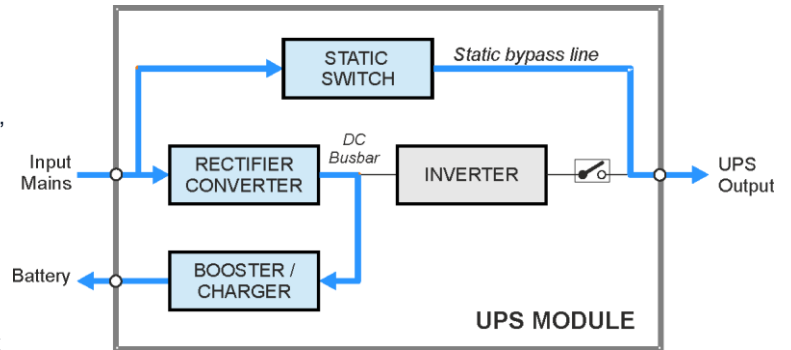 STATIC
SWITCH
Static bypass line
,
Input
Mains
RECTIFIER
CONVERTER
DC
Busbar
INVERTER
UPS
Output
Battery
BOOSTER /
CHARGER
UPS MODULE